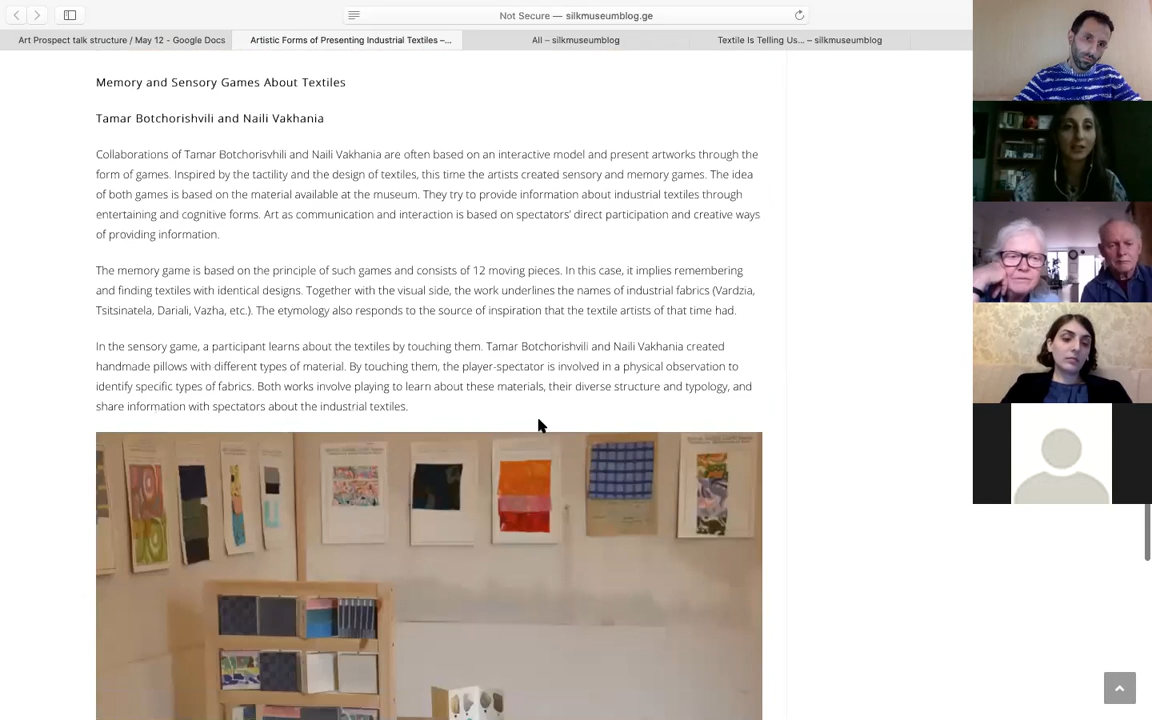 Not Secure — silkmuseumblog.ge
Art Prospect talk structure / May 12 - Google Docs
Artistic Forms of Presenting Industrial Textiles –...
All – silkmuseumblog
Textile Is Telling Us... – silkmuseumblog
Memory and Sensory Games About Textiles
Tamar Botchorishvili and Naili Vakhania
Collaborations of Tamar Botchorisvhili and Naili Vakhania are often based on an interactive model and present artworks through the
form of games. Inspired by the tactility and the design of textiles, this time the artists created sensory and memory games. The idea
of both games is based on the material available at the museum. They try to provide information about industrial textiles through
entertaining and cognitive forms. Art as communication and interaction is based on spectators' direct participation and creative ways
of providing information.
The memory game is based on the principle of such games and consists of 12 moving pieces. In this case, it implies remembering
and finding textiles with identical designs. Together with the visual side, the work underlines the names of industrial fabrics (Vardzia,
Tsitsinatela, Dariali, Vazha, etc.). The etymology also responds to the source of inspiration that the textile artists of that time had.
In the sensory game, a participant learns about the textiles by touching them. Tamar Botchorishvili and Naili Vakhania created
handmade pillows with different types of material. By touching them, the player-spectator is involved in a physical observation to
identify specific types of fabrics. Both works involve playing to learn about these materials, their diverse structure and typology, and
share information with spectators about the industrial textiles.